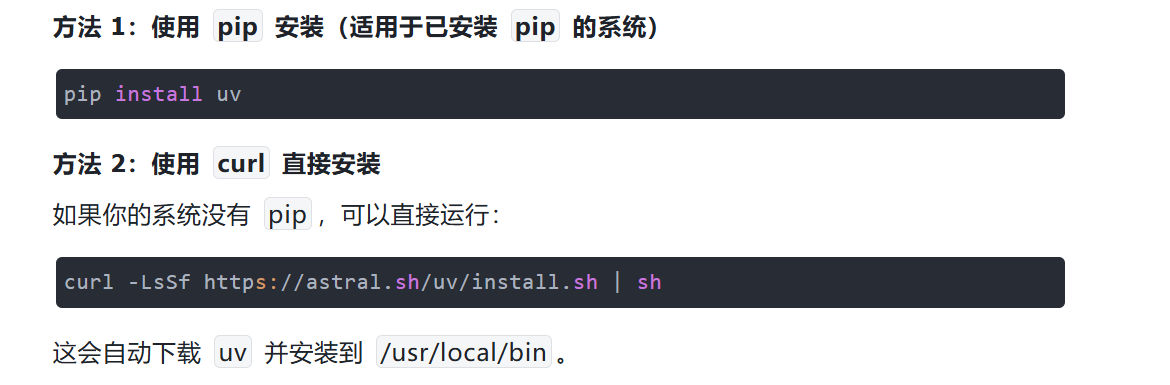 方法 1：使用 pip 安装（适用于已安装 pip 的系统）
pip install uv
方法 2：使用 curl 直接安装
如果你的系统没有 pip，可以直接运行：
curl -LsSf https://astral.sh/uv/install.sh | sh
这会自动下载 uv 并安装到 /usr/local/bin。